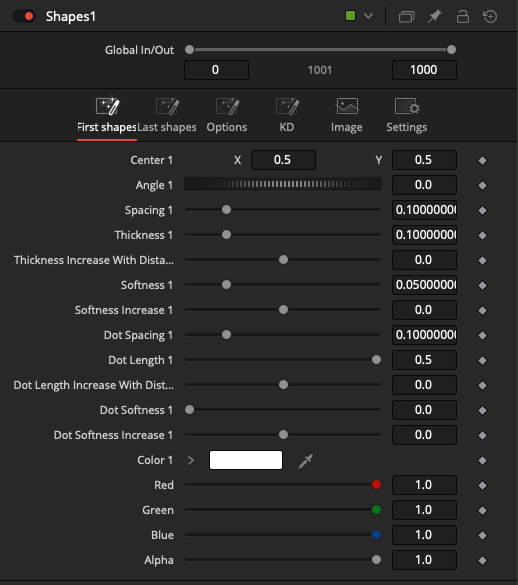 Shapes1
Global In/Out
0 1001 1000
First shapes Last shapes Options KD Image Settings
Center 1 X 0.5 Y 0.5
Angle 1 0.0
Spacing 1 0.1000000
Thickness 1 0.1000000
Thickness Increase With Dista... 0.0
Softness 1 0.0500000
Softness Increase 1 0.0
Dot Spacing 1 0.1000000
Dot Length 1 0.5
Dot Length Increase With Dist... 0.0
Dot Softness 1 0.0
Dot Softness Increase 1 0.0
Color 1
Red 1.0
Green 1.0
Blue 1.0
Alpha 1.0